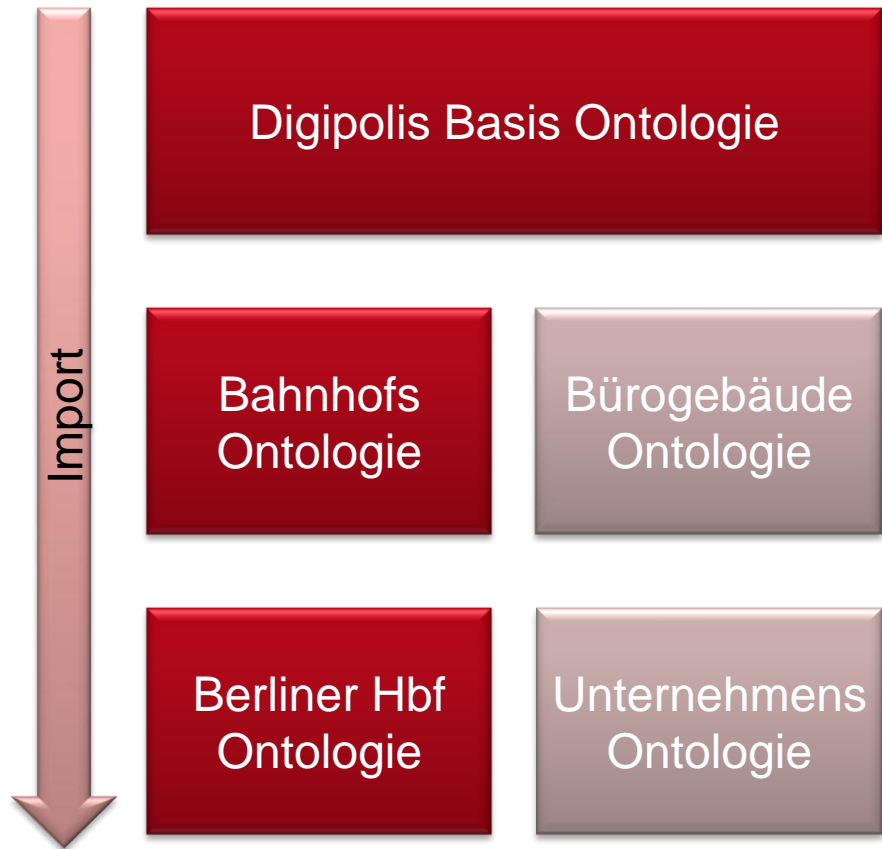 Digipolis Basis Ontologie
Import
Bahnhofs
Ontologie
Bürogebäude
Ontologie
Berliner Hbf
Ontologie
Unternehmens
Ontologie